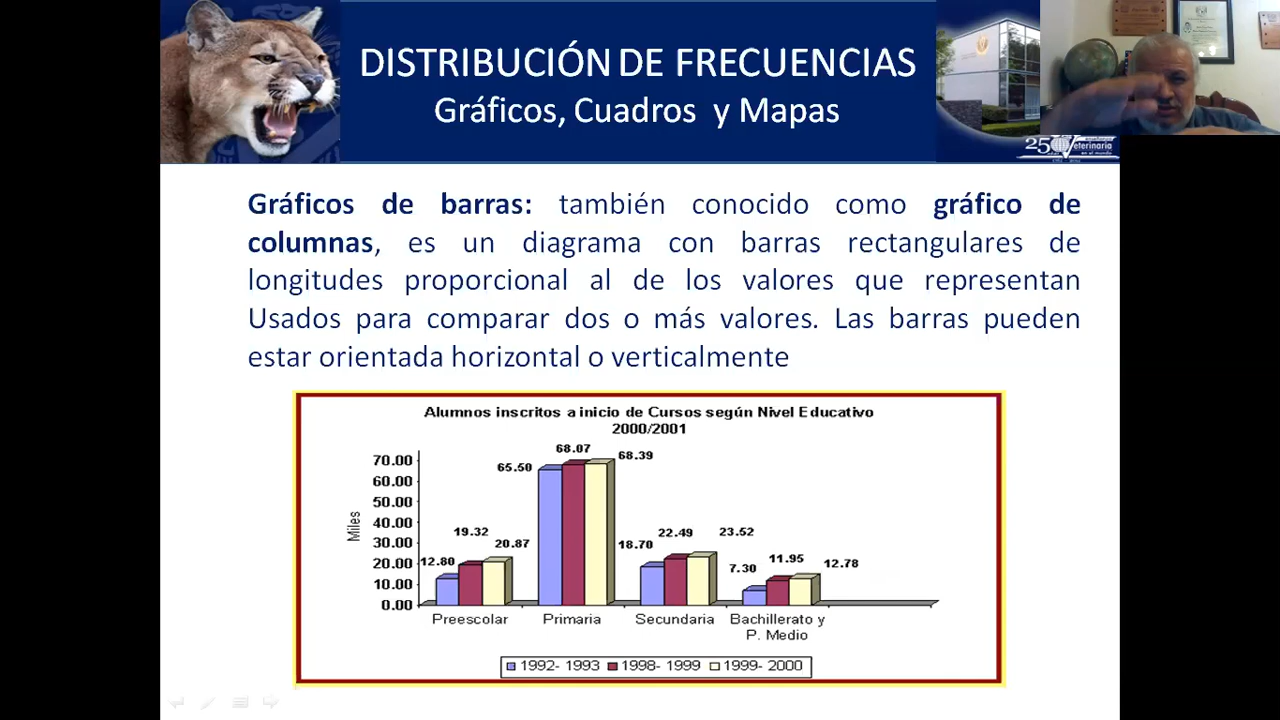 DISTRIBUCIÓN DE FRECUENCIAS
Gráficos, Cuadros y Mapas
250
Veterinaria
en el mundo
Gráficos de barras: también conocido como gráfico de
columnas, es un diagrama con barras rectangulares de
longitudes proporcional al de los valores que representan
Usados para comparar dos o más valores. Las barras pueden
estar orientada horizontal o verticalmente
Alumnos inscritos a inicio de Cursos según Nivel Educativo
2000/2001
Miles
70.00
60.00
50.00
40.00
30.00
20.00
10.00
0.00
12.80
19.32
20.87
65.50
68.07
68.39
18.70
22.49
23.52
7.30
11.95
12.78
Preescolar
Primaria
Secundaria
Bachillerato y
P. Medio
1992- 1993
1998- 1999
1999- 2000